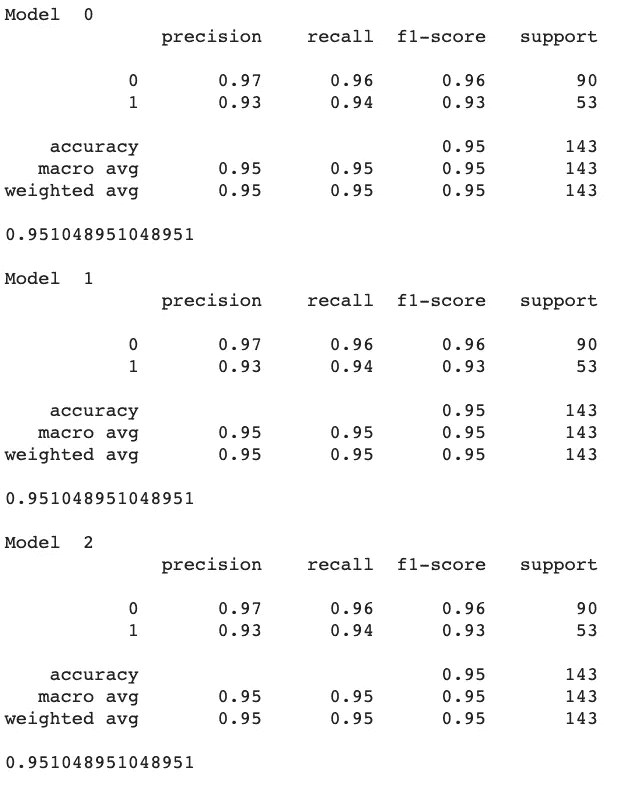 Model  0
              precision    recall  f1-score   support

           0       0.97      0.96      0.96        90
           1       0.93      0.94      0.93        53

    accuracy                           0.95       143
   macro avg       0.95      0.95      0.95       143
weighted avg       0.95      0.95      0.95       143

0.951048951048951

Model  1
              precision    recall  f1-score   support

           0       0.97      0.96      0.96        90
           1       0.93      0.94      0.93        53

    accuracy                           0.95       143
   macro avg       0.95      0.95      0.95       143
weighted avg       0.95      0.95      0.95       143

0.951048951048951

Model  2
              precision    recall  f1-score   support

           0       0.97      0.96      0.96        90
           1       0.93      0.94      0.93        53

    accuracy                           0.95       143
   macro avg       0.95      0.95      0.95       143
weighted avg       0.95      0.95      0.95       143

0.951048951048951